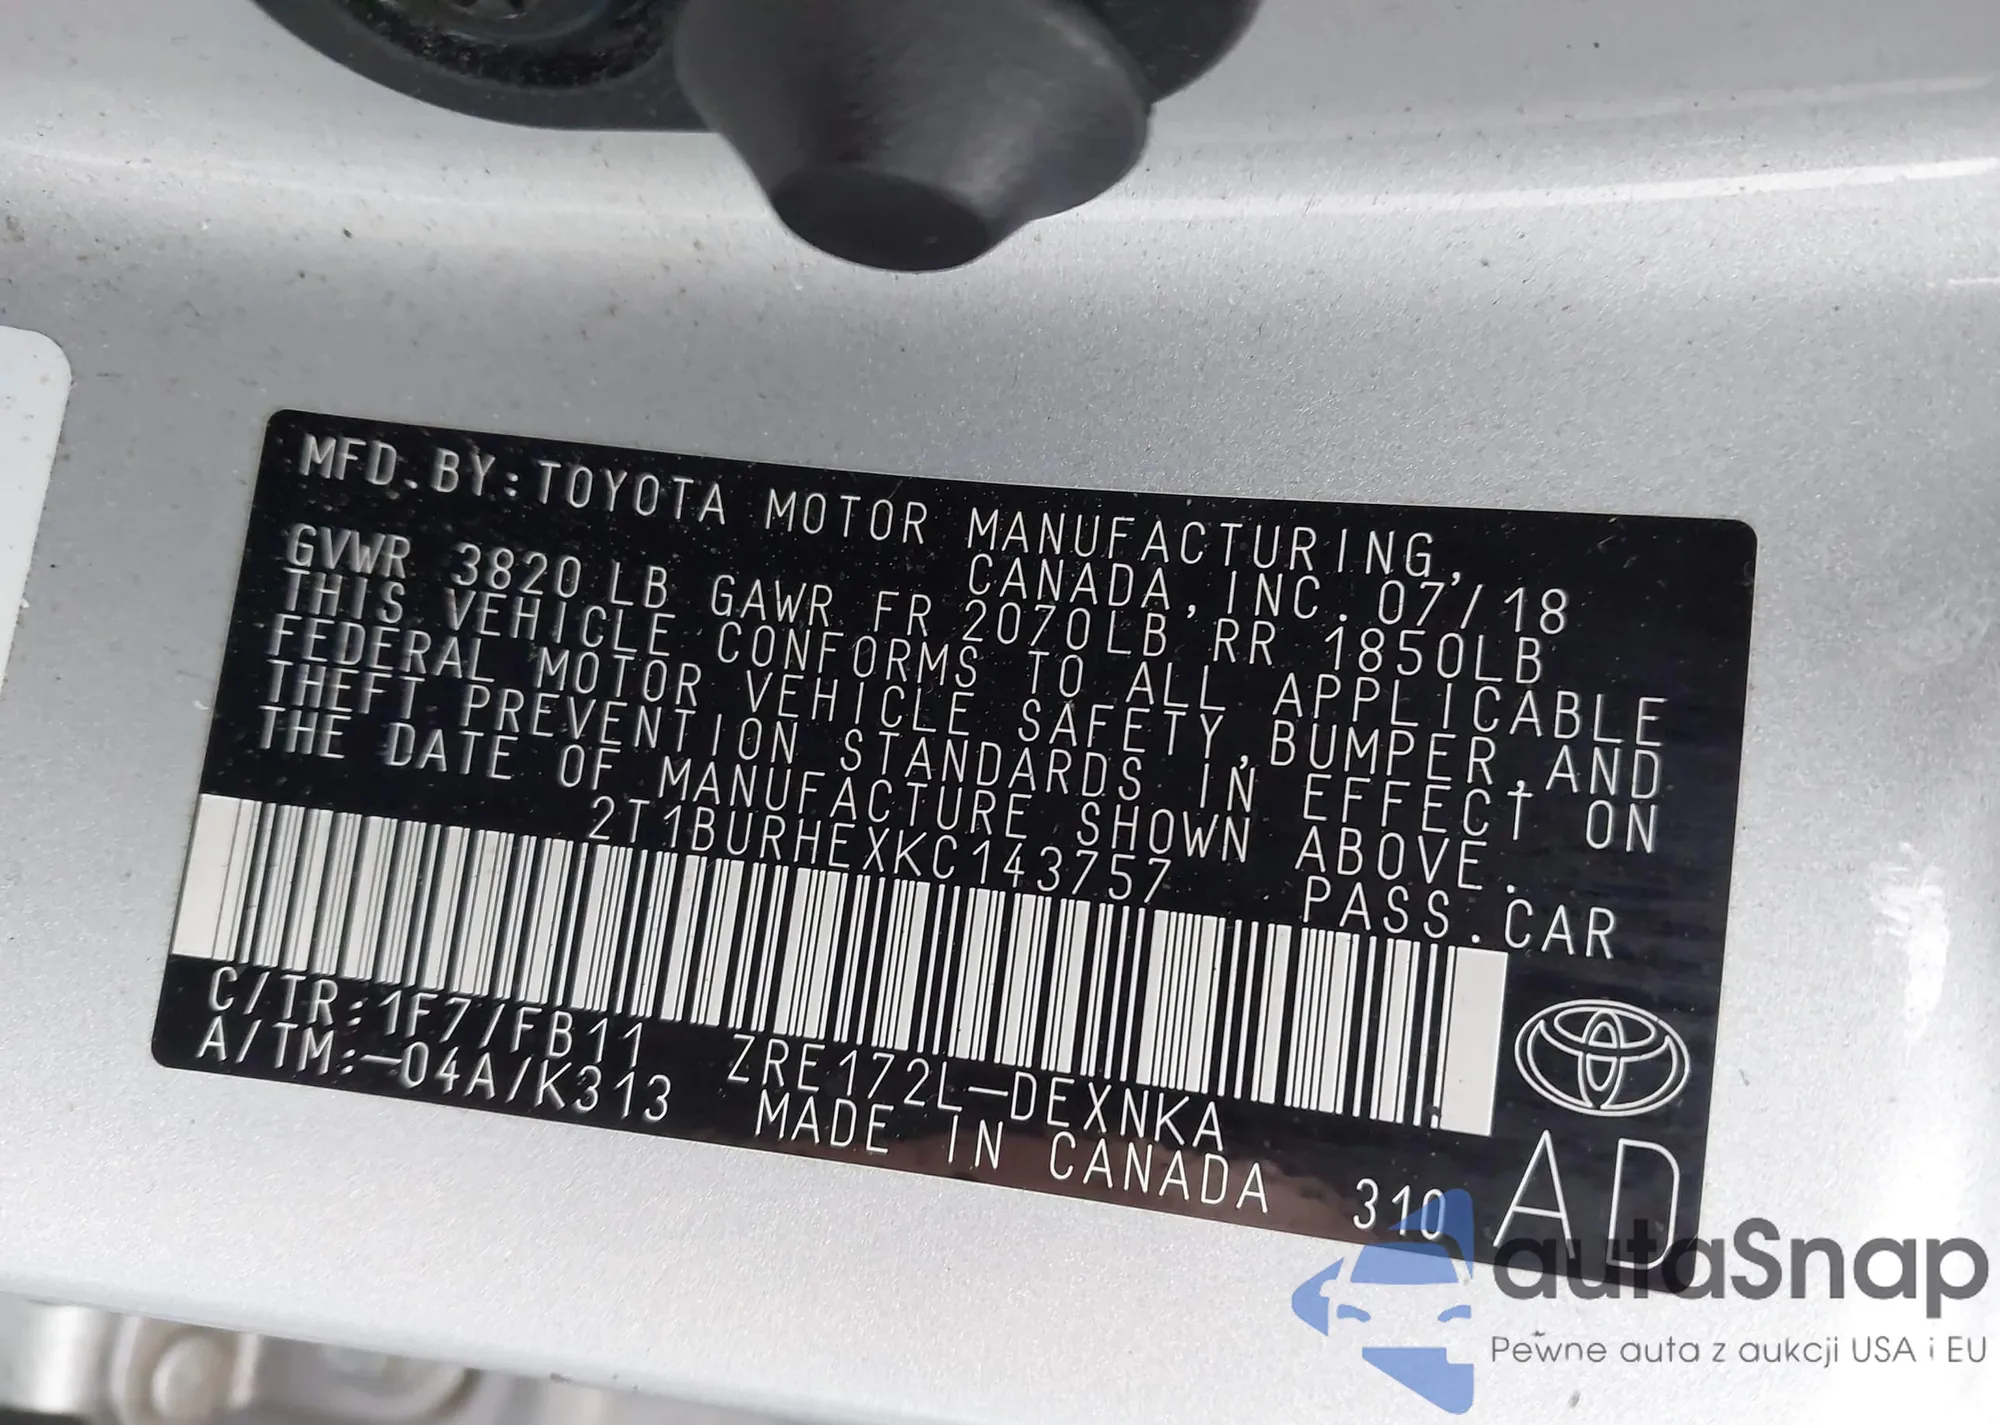 MFD.BY:TOYOTA MOTOR MANUFACTURING,
CANADA,INC. 07/18
GVWR 3820 LB GAWR FR 2070LB RR 1850LB
THIS VEHICLE CONFORMS TO ALL APPLICABLE
FEDERAL MOTOR VEHICLE SAFETY,BUMPER,AND
THEFT PREVENTION STANDARDS IN EFFECT ON
THE DATE OF MANUFACTURE SHOWN ABOVE.
2T1BURHEXKC143757 PASS.CAR
C/TR:1F7/FB11 ZRE172L-DEXNKA
A/TM:-04A/K313 MADE IN CANADA 310
AD
autaSnap
Pewne auta z aukcji USA i EU